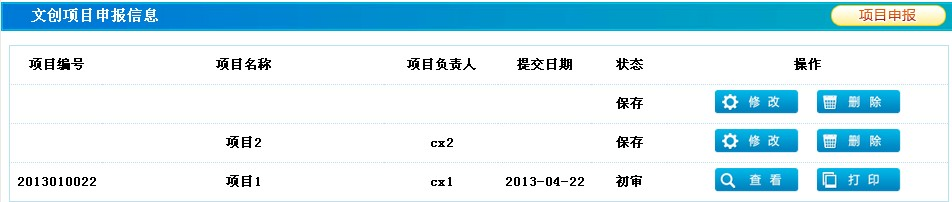 文创项目申报信息 项目申报
项目编号 项目名称 项目负责人 提交日期 状态 操作
保存 修改 删除
项目2 cx2 保存 修改 删除
2013010022 项目1 cx1 2013-04-22 初审 查看 打印